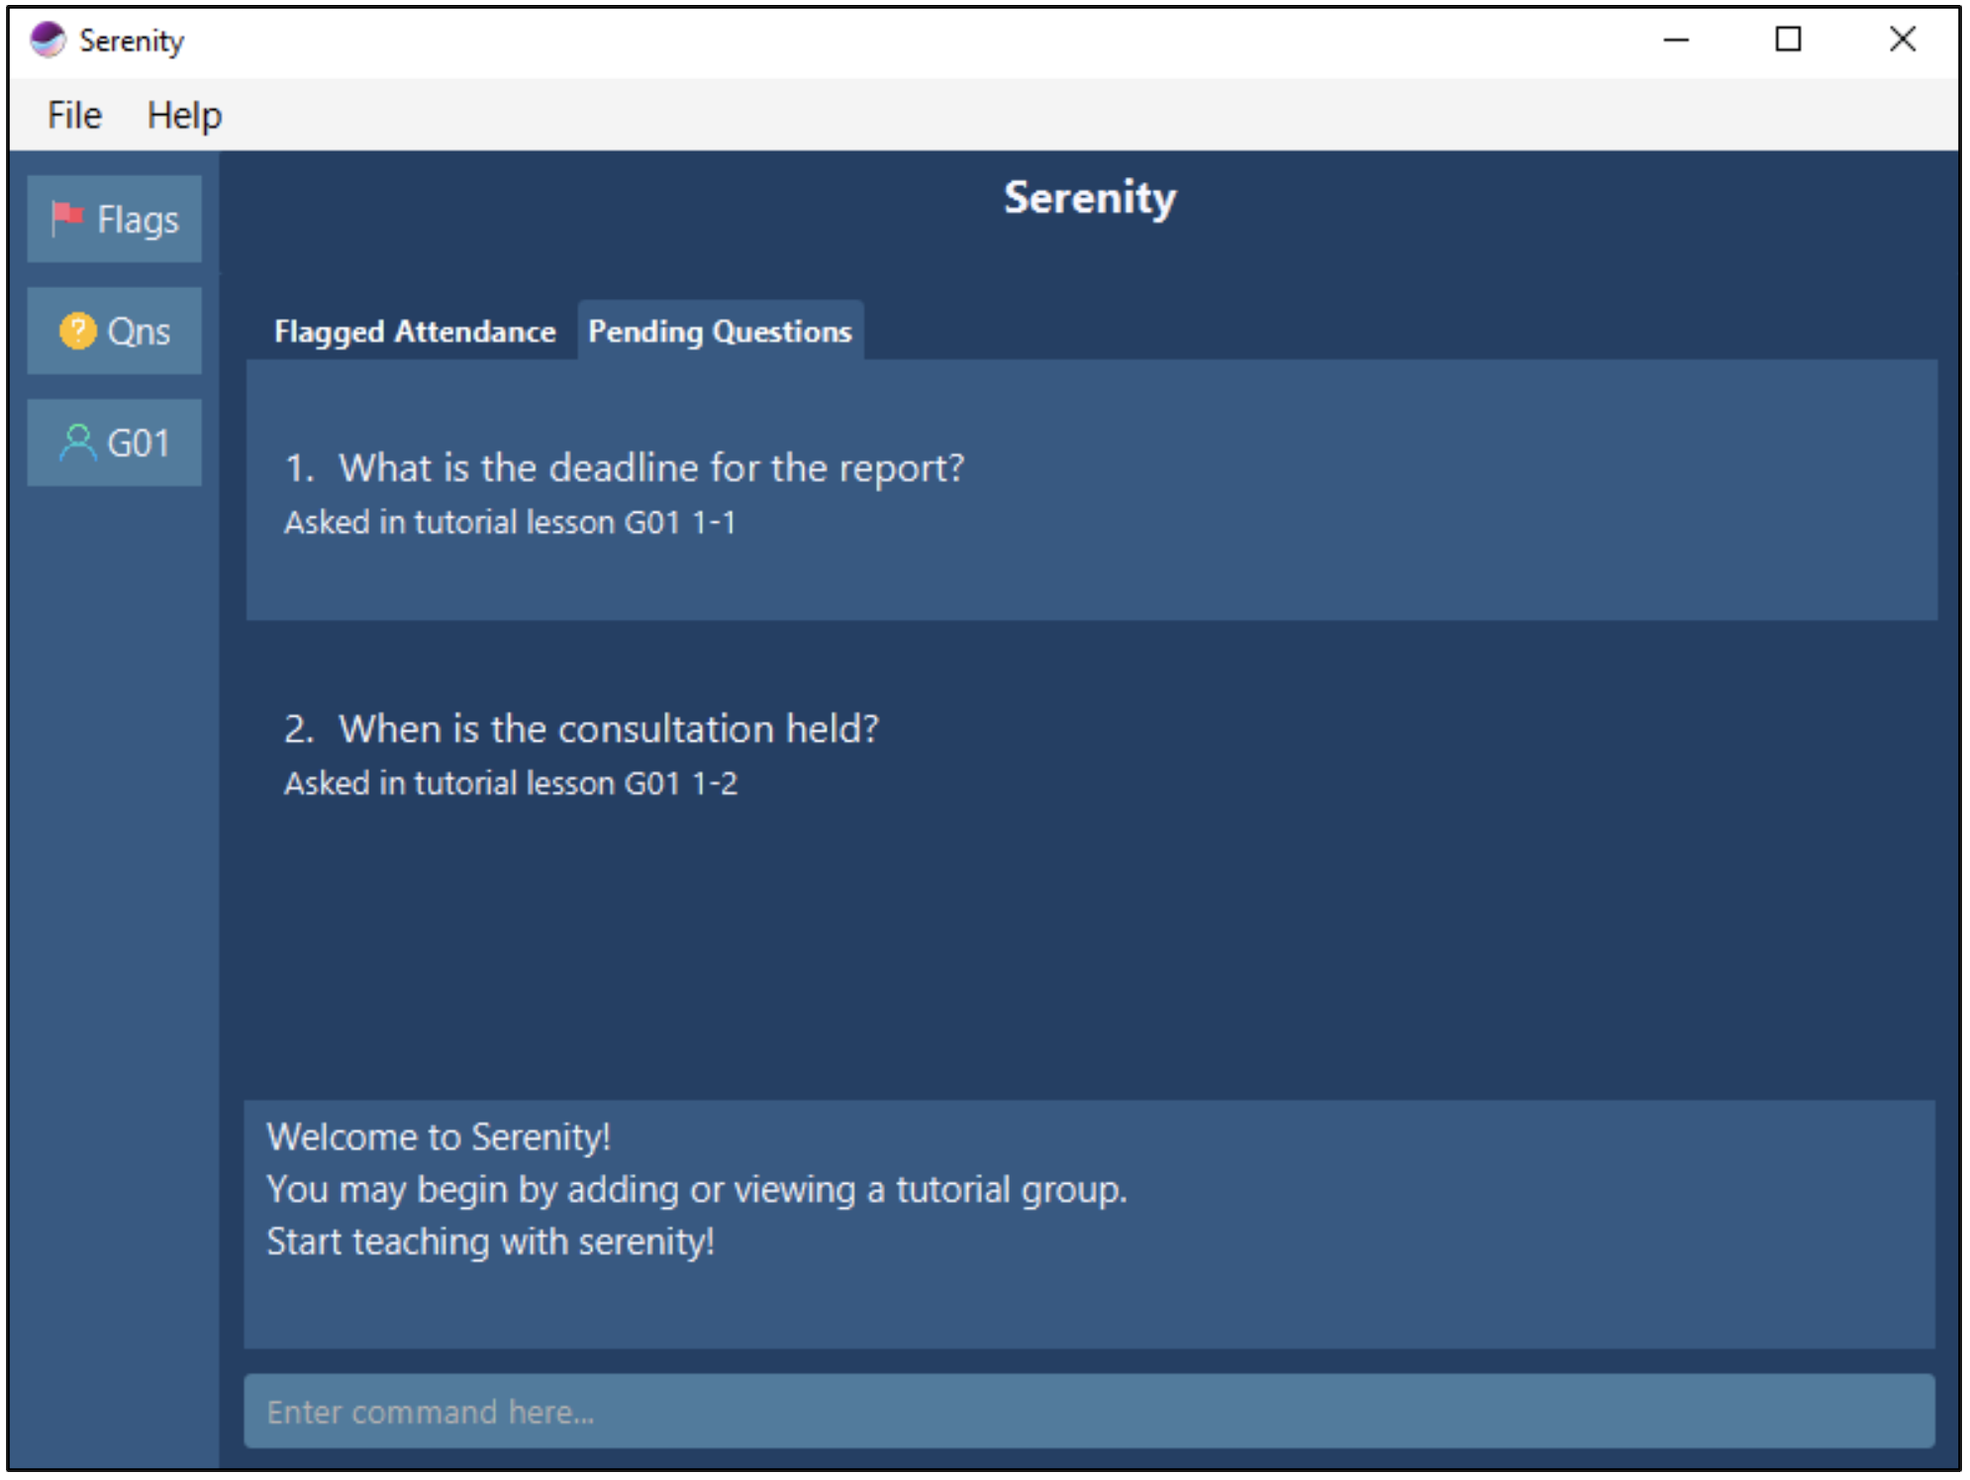 Serenity
File Help
Flags
Serenity
Qns
Flagged Attendance Pending Questions
G01
1. What is the deadline for the report?
Asked in tutorial lesson G01 1-1
2. When is the consultation held?
Asked in tutorial lesson G01 1-2
Welcome to Serenity!
You may begin by adding or viewing a tutorial group.
Start teaching with serenity!
Enter command here...